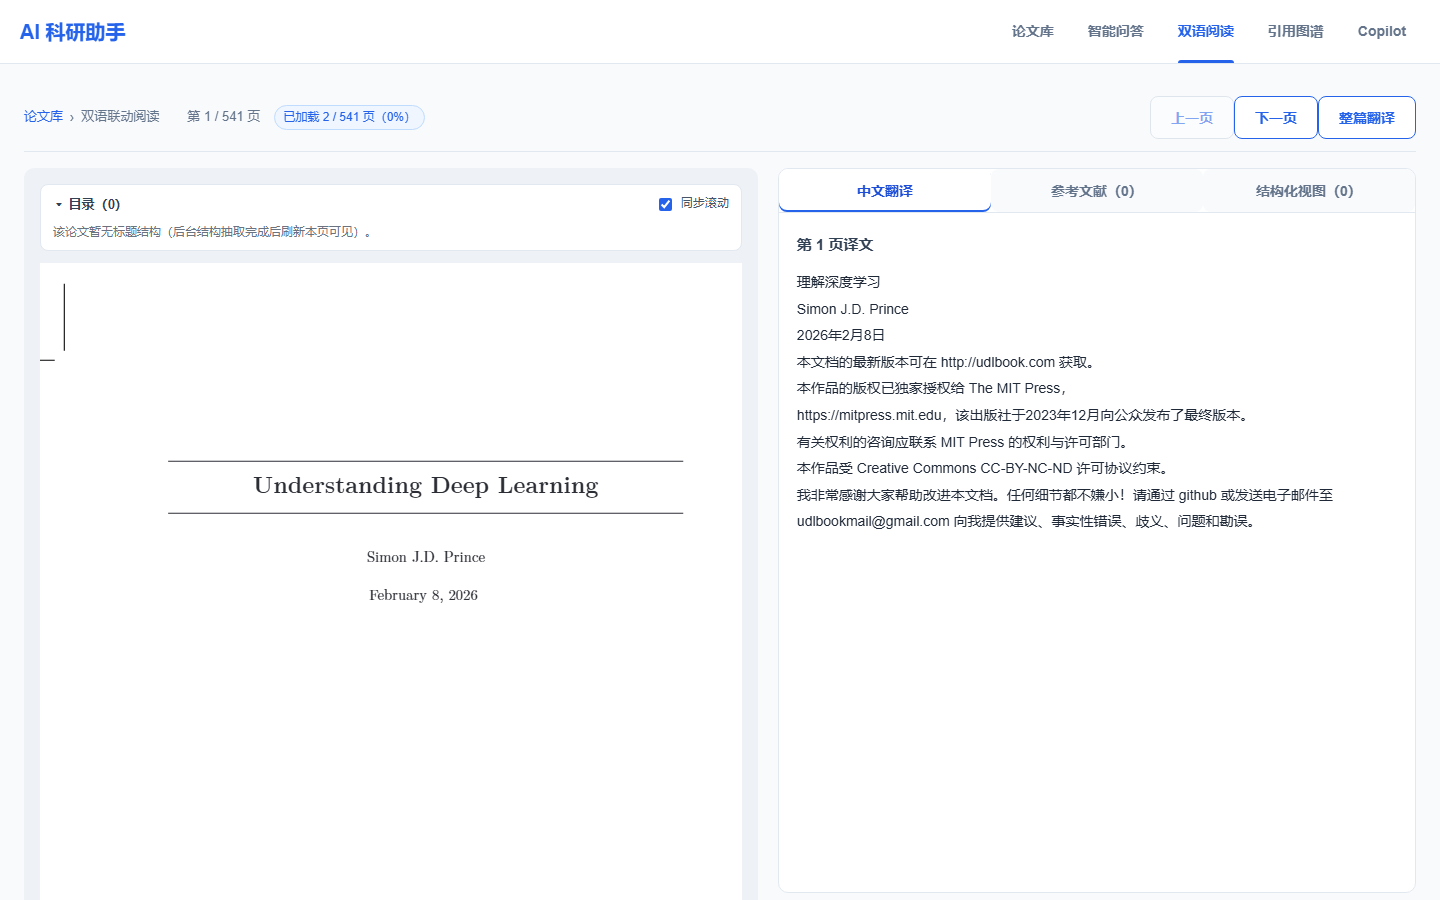 AI 科研助手
论文库 智能问答 双语阅读 引用图谱 Copilot
论文库 › 双语联动阅读 第 1 / 541 页 已加载 2 / 541 页（0%）
上一页 下一页 整篇翻译
目录（0） 同步滚动
该论文暂无标题结构（后台结构抽取完成后刷新本页可见）。
Understanding Deep Learning
Simon J.D. Prince
February 8, 2026
中文翻译 参考文献（0） 结构化视图（0）
第 1 页译文
理解深度学习
Simon J.D. Prince
2026年2月8日
本文档的最新版本可在 http://udlbook.com 获取。
本作品的版权已独家授权给 The MIT Press，
https://mitpress.mit.edu，该出版社于2023年12月向公众发布了最终版本。
有关权利的咨询应联系 MIT Press 的权利与许可部门。
本作品受 Creative Commons CC-BY-NC-ND 许可协议约束。
我非常感谢大家帮助改进本文档。任何细节都不嫌小！请通过 github 或发送电子邮件至
udlbookmail@gmail.com 向我提供建议、事实性错误、歧义、问题和勘误。